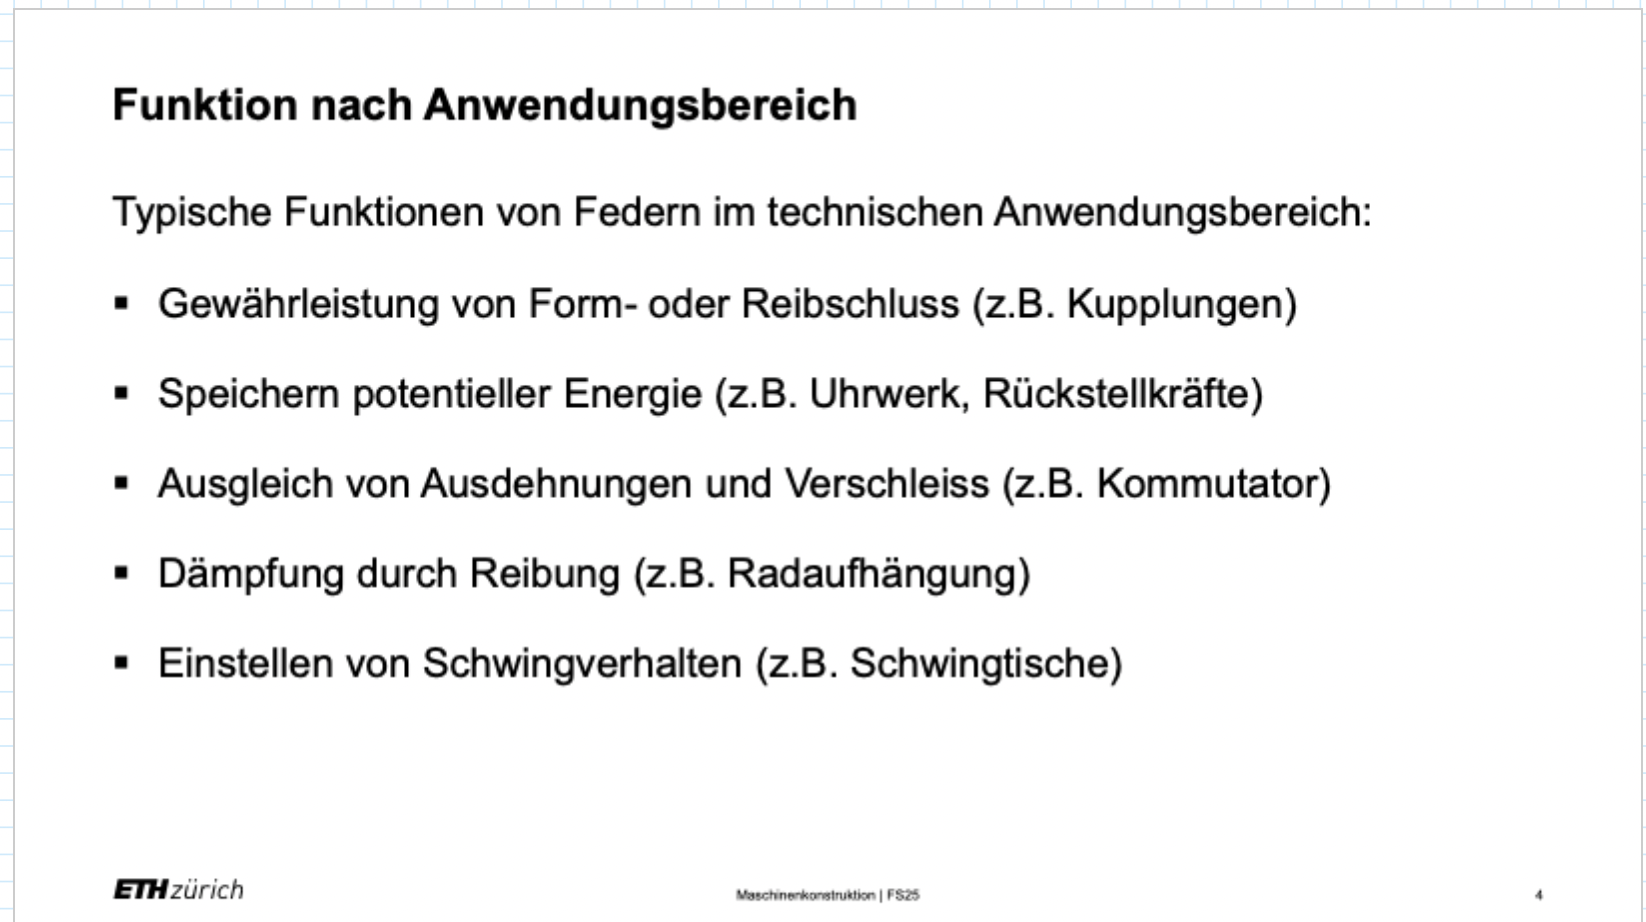 Funktion nach Anwendungsbereich
Typische Funktionen von Federn im technischen Anwendungsbereich:
▪ Gewährleistung von Form- oder Reibschluss (z.B. Kupplungen)
▪ Speichern potentieller Energie (z.B. Uhrwerk, Rückstellkräfte)
▪ Ausgleich von Ausdehnungen und Verschleiss (z.B. Kommutator)
▪ Dämpfung durch Reibung (z.B. Radaufhängung)
▪ Einstellen von Schwingverhalten (z.B. Schwingtische)
ETH zürich
Maschinenkonstruktion | FS25
4